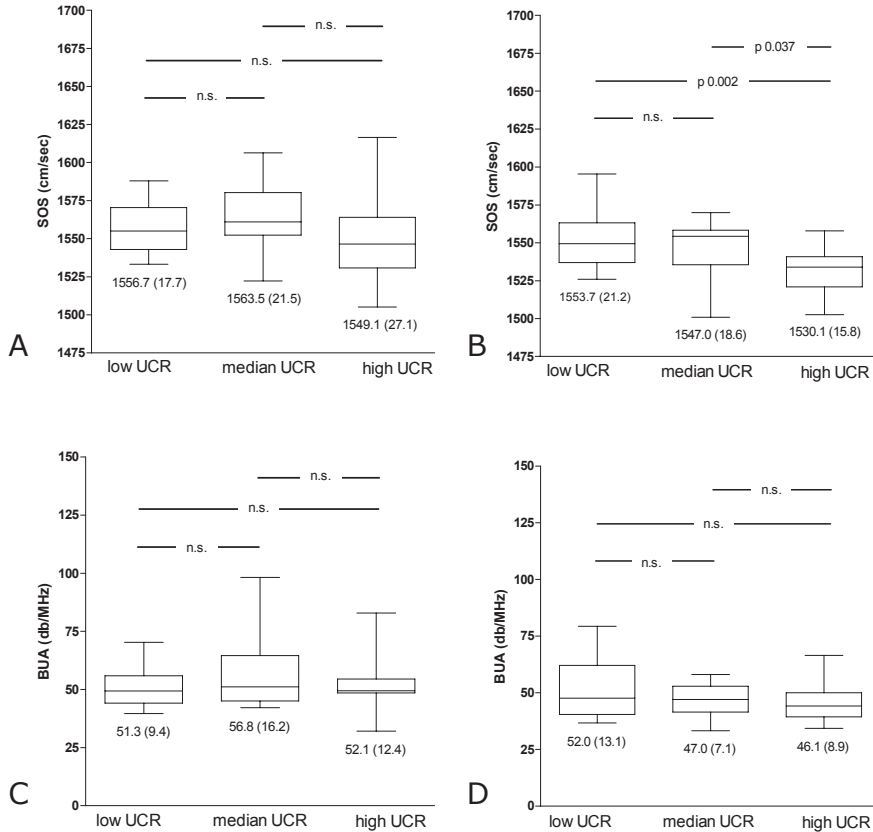 1700
1675
1650
1625
1600
1575
1550
1525
1500
1475
SOS (cm/sec)
n.s.
n.s.
n.s.
1556.7 (17.7)
1563.5 (21.5)
1549.1 (27.1)
A
low UCR
median UCR
high UCR
1700
1675
1650
1625
1600
1575
1550
1525
1500
1475
SOS (cm/sec)
p 0.037
p 0.002
n.s.
1553.7 (21.2)
1547.0 (18.6)
1530.1 (15.8)
B
low UCR
median UCR
high UCR
150
125
100
75
50
25
0
BUA (db/MHz)
n.s.
n.s.
n.s.
51.3 (9.4)
56.8 (16.2)
52.1 (12.4)
C
low UCR
median UCR
high UCR
150
125
100
75
50
25
0
BUA (db/MHz)
n.s.
n.s.
n.s.
52.0 (13.1)
47.0 (7.1)
46.1 (8.9)
D
low UCR
median UCR
high UCR